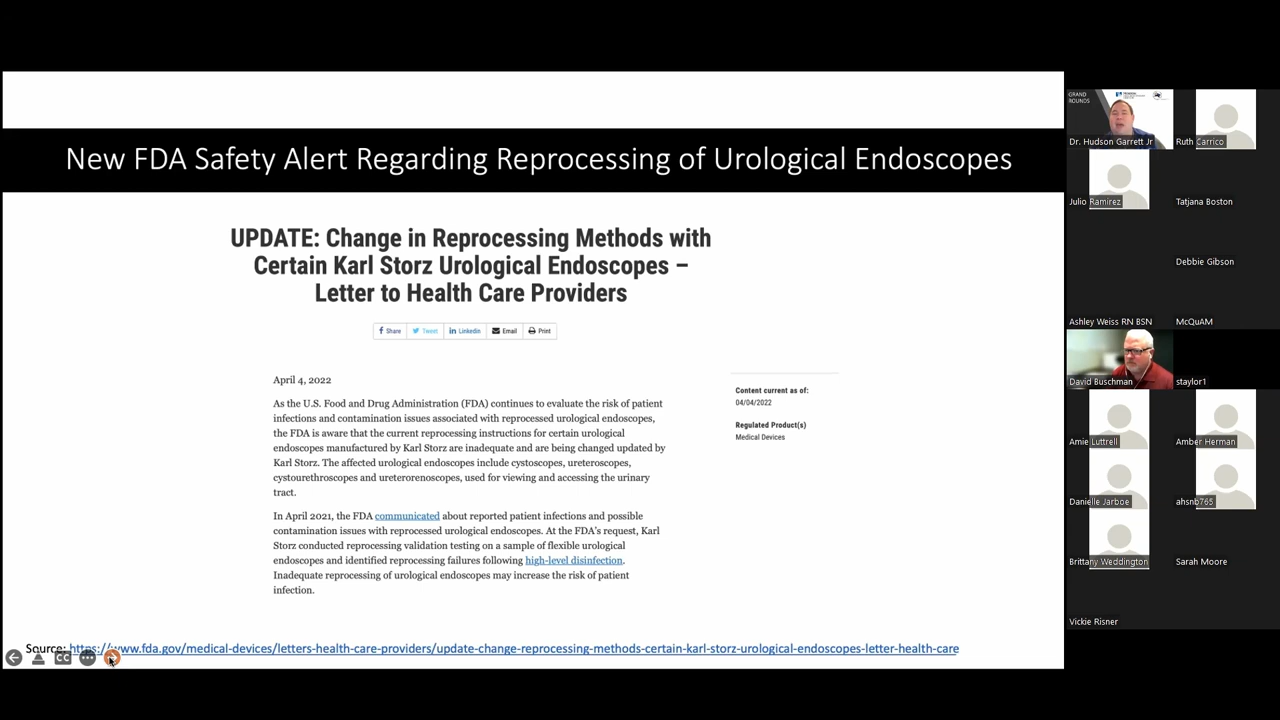 New FDA Safety Alert Regarding Reprocessing of Urological Endoscopes
UPDATE: Change in Reprocessing Methods with
Certain Karl Storz Urological Endoscopes –
Letter to Health Care Providers
Share
Tweet
Linkedin
Email
Print
April 4, 2022
As the U.S. Food and Drug Administration (FDA) continues to evaluate the risk of patient
infections and contamination issues associated with reprocessed urological endoscopes,
the FDA is aware that the current reprocessing instructions for certain urological
endoscopes manufactured by Karl Storz are inadequate and are being changed updated by
Karl Storz. The affected urological endoscopes include cystoscopes, ureteroscopes,
cystourethroscopes and ureterorenoscopes, used for viewing and accessing the urinary
tract.
In April 2021, the FDA communicated about reported patient infections and possible
contamination issues with reprocessed urological endoscopes. At the FDA's request, Karl
Storz conducted reprocessing validation testing on a sample of flexible urological
endoscopes and identified reprocessing failures following high-level disinfection.
Inadequate reprocessing of urological endoscopes may increase the risk of patient
infection.
Content current as of:
04/04/2022
Regulated Product(s)
Medical Devices
Source: https://www.fda.gov/medical-devices/letters-health-care-providers/update-change-reprocessing-methods-certain-karl-storz-urological-endoscopes-letter-health-care
CC
GRAND
ROUNDS
Dr. Hudson Garrett Jr
Ruth Carrico
Julio Ramirez
Tatjana Boston
Debbie Gibson
Ashley Weiss RN BSN
McQuAM
David Buschman
staylor1
Amie Luttrell
Amber Herman
Danielle Jarboe
ahsnb765
Brittany Weddington
Sarah Moore
Vickie Risner